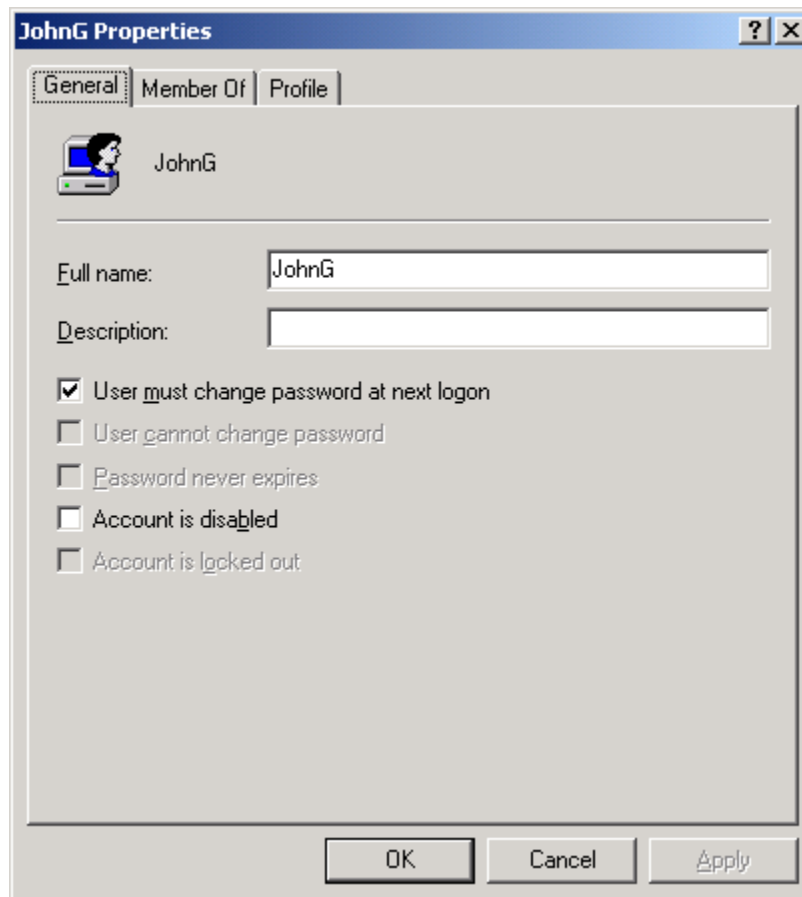 JohnG Properties
General Member Of Profile
JohnG
Full name: JohnG
Description:
User must change password at next logon
User cannot change password
Password never expires
Account is disabled
Account is locked out
OK Cancel Apply